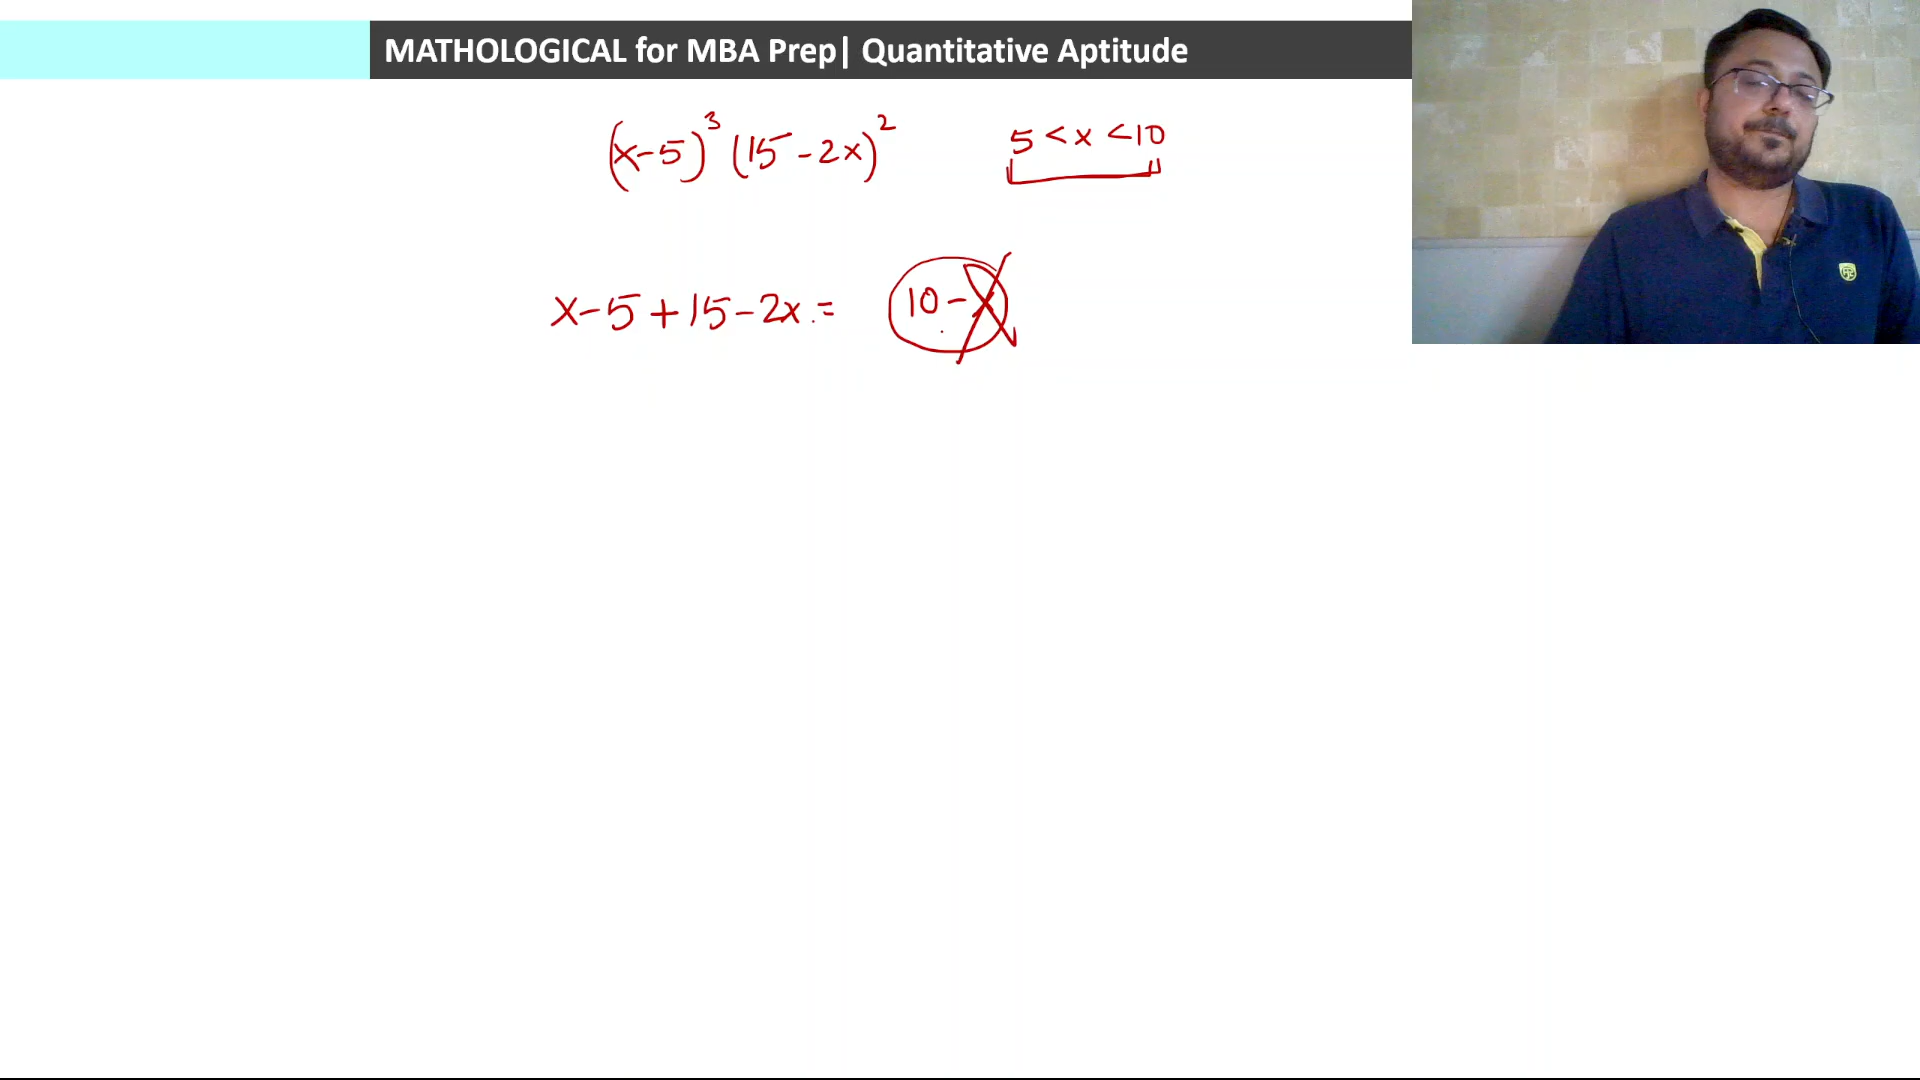 MATHOLOGICAL for MBA Prep| Quantitative Aptitude
(x-5)³ (15-2x)² 5 < x < 10
x-5+15-2x = 10-x